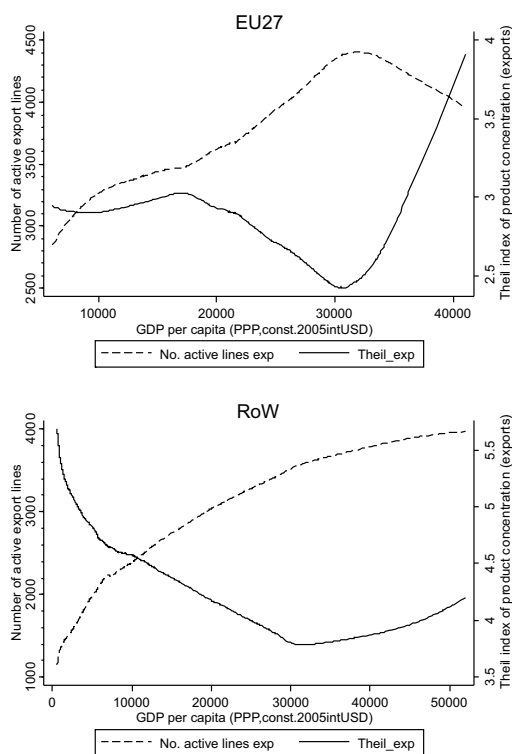 EU27
Number of active export lines
2500 3000 3500 4000 4500
Theil index of product concentration (exports)
2.5 3 3.5 4
10000 20000 30000 40000
GDP per capita (PPP,const.2005intUSD)
No. active lines exp Theil_exp
RoW
Number of active export lines
1000 2000 3000 4000
Theil index of product concentration (exports)
3.5 4 4.5 5 5.5
0 10000 20000 30000 40000 50000
GDP per capita (PPP,const.2005intUSD)
No. active lines exp Theil_exp